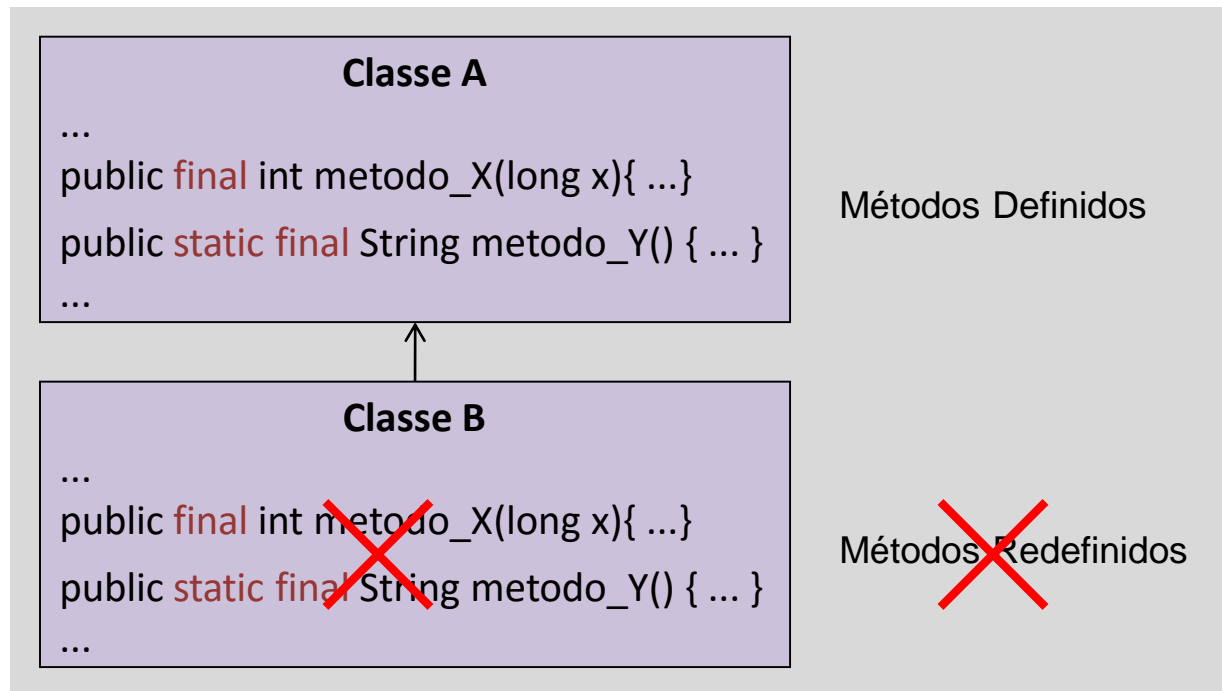 Classe A
...
public final int metodo_X(long x){ ...}
public static final String metodo_Y() { ... }
...
Métodos Definidos
Classe B
...
public final int metodo_X(long x){ ...}
public static final String metodo_Y() { ... }
...
Métodos Redefinidos